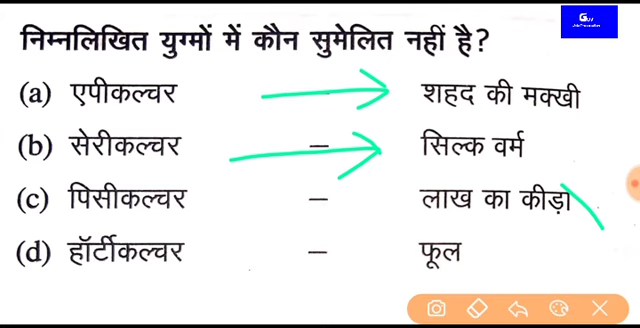 निम्नलिखित युग्मों में कौन सुमेलित नहीं है?
(a) एपीकल्चर – शहद की मक्खी
(b) सेरीकल्चर – सिल्क वर्म
(c) पिसीकल्चर – लाख का कीड़ा
(d) हॉर्टीकल्चर – फूल